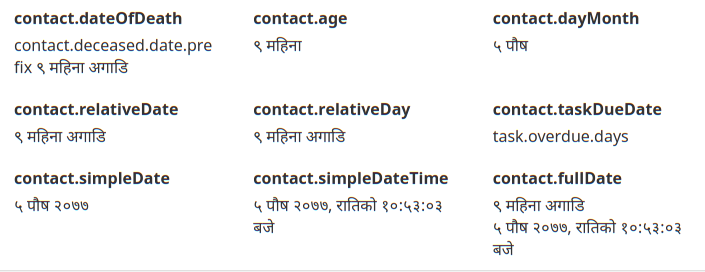 contact.dateOfDeath
contact.deceased.date.pre
fix ९ महिना अगाडि
contact.age
९ महिना
contact.dayMonth
५ पौष
contact.relativeDate
९ महिना अगाडि
contact.relativeDay
९ महिना अगाडि
contact.taskDueDate
task.overdue.days
contact.simpleDate
५ पौष २०७७
contact.simpleDateTime
५ पौष २०७७, रातिको १०:५३:०३
बजे
contact.fullDate
९ महिना अगाडि
५ पौष २०७७, रातिको १०:५३:०३
बजे